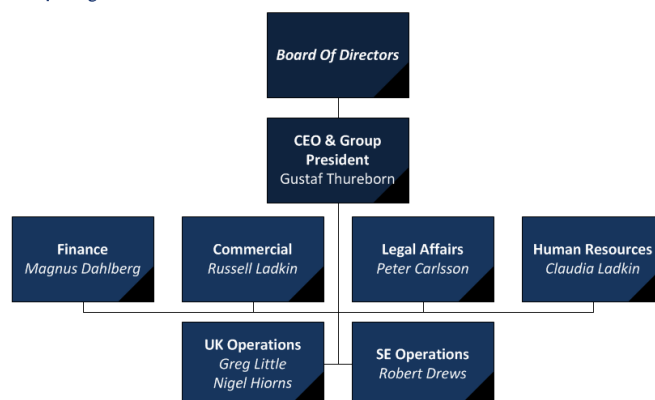 Board Of Directors
CEO & Group
President
Gustaf Thureborn
Finance
Magnus Dahlberg
Commercial
Russell Ladkin
Legal Affairs
Peter Carlsson
Human Resources
Claudia Ladkin
UK Operations
Greg Little
Nigel Hiorns
SE Operations
Robert Drews